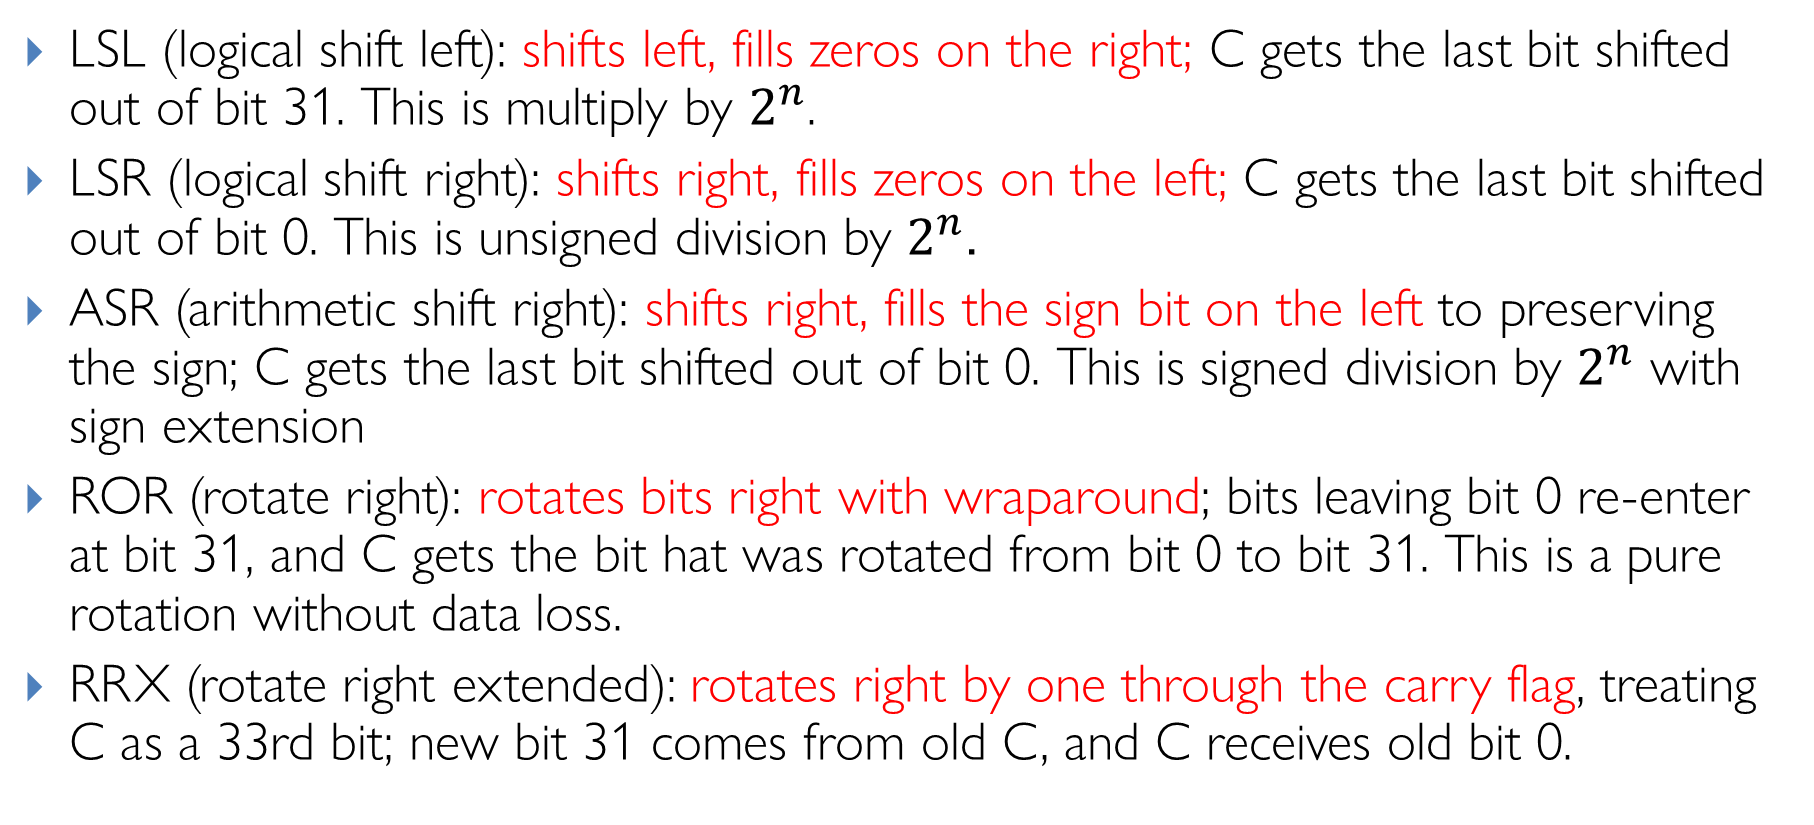 LSL (logical shift left): shifts left, fills zeros on the right; C gets the last bit shifted
out of bit 31. This is multiply by 2ⁿ.
LSR (logical shift right): shifts right, fills zeros on the left; C gets the last bit shifted
out of bit 0. This is unsigned division by 2ⁿ.
ASR (arithmetic shift right): shifts right, fills the sign bit on the left to preserving
the sign; C gets the last bit shifted out of bit 0. This is signed division by 2ⁿ with
sign extension
ROR (rotate right): rotates bits right with wraparound; bits leaving bit 0 re-enter
at bit 31, and C gets the bit hat was rotated from bit 0 to bit 31. This is a pure
rotation without data loss.
RRX (rotate right extended): rotates right by one through the carry flag, treating
C as a 33rd bit; new bit 31 comes from old C, and C receives old bit 0.